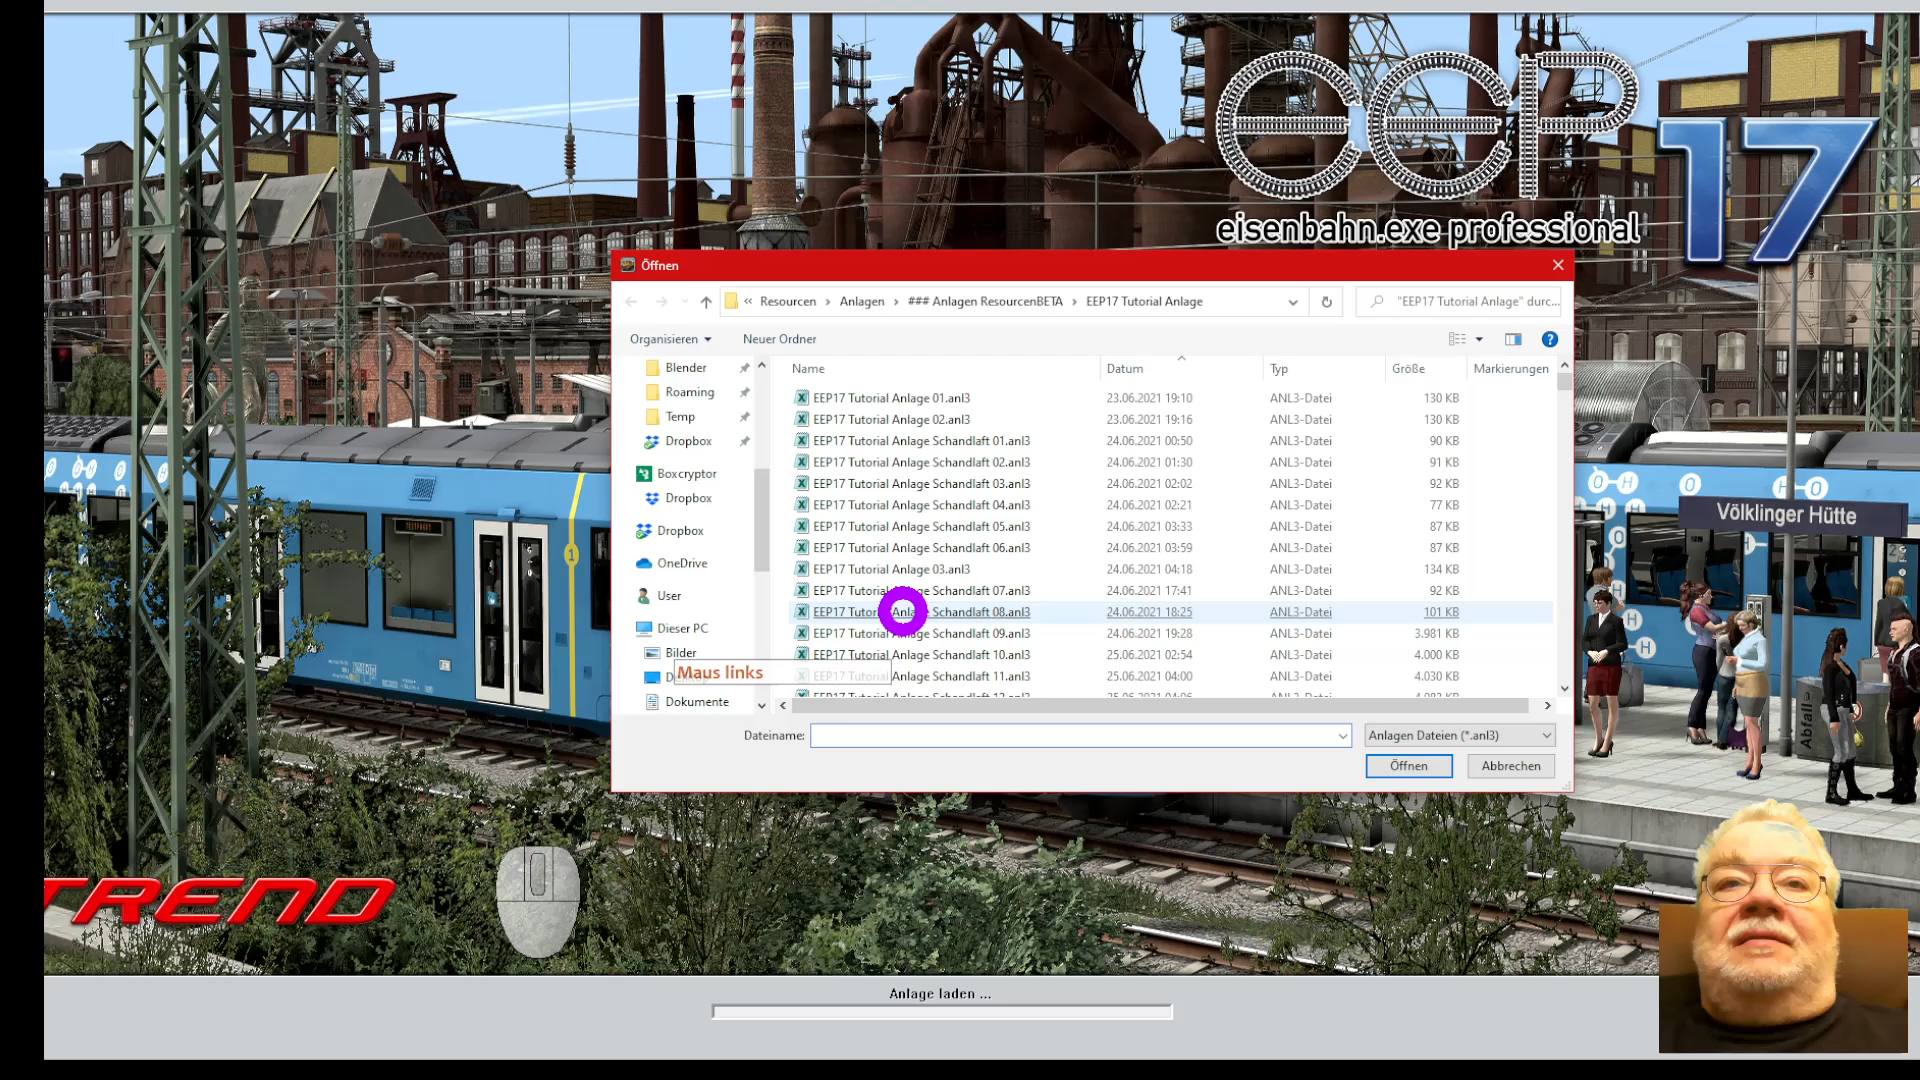 eep 17
eisenbahn.exe professional
Öffnen
« Resourcen › Anlagen › ### Anlagen ResourcenBETA › EEP17 Tutorial Anlage
"EEP17 Tutorial Anlage" durc...
Organisieren
Neuer Ordner
Blender
Roaming
Temp
Dropbox
Boxcryptor
Dropbox
Dropbox
OneDrive
User
Dieser PC
Bilder
Dokumente
Name Datum Typ Größe Markierungen
EEP17 Tutorial Anlage 01.anl3 23.06.2021 19:10 ANL3-Datei 130 KB
EEP17 Tutorial Anlage 02.anl3 23.06.2021 19:16 ANL3-Datei 130 KB
EEP17 Tutorial Anlage Schandlaft 01.anl3 24.06.2021 00:50 ANL3-Datei 90 KB
EEP17 Tutorial Anlage Schandlaft 02.anl3 24.06.2021 01:30 ANL3-Datei 91 KB
EEP17 Tutorial Anlage Schandlaft 03.anl3 24.06.2021 02:02 ANL3-Datei 92 KB
EEP17 Tutorial Anlage Schandlaft 04.anl3 24.06.2021 02:21 ANL3-Datei 77 KB
EEP17 Tutorial Anlage Schandlaft 05.anl3 24.06.2021 03:33 ANL3-Datei 87 KB
EEP17 Tutorial Anlage Schandlaft 06.anl3 24.06.2021 03:59 ANL3-Datei 87 KB
EEP17 Tutorial Anlage 03.anl3 24.06.2021 04:18 ANL3-Datei 134 KB
EEP17 Tutorial Anlage Schandlaft 07.anl3 24.06.2021 17:41 ANL3-Datei 92 KB
EEP17 Tutorial Anlage Schandlaft 08.anl3 24.06.2021 18:25 ANL3-Datei 101 KB
EEP17 Tutorial Anlage Schandlaft 09.anl3 24.06.2021 19:28 ANL3-Datei 3.981 KB
EEP17 Tutorial Anlage Schandlaft 10.anl3 25.06.2021 02:54 ANL3-Datei 4.000 KB
EEP17 Tutorial Anlage Schandlaft 11.anl3 25.06.2021 04:00 ANL3-Datei 4.030 KB
Maus links
Dateiname:
Anlagen Dateien (*.anl3)
Öffnen
Abbrechen
Völklinger Hütte
Abfall
1
TREND
Anlage laden ...